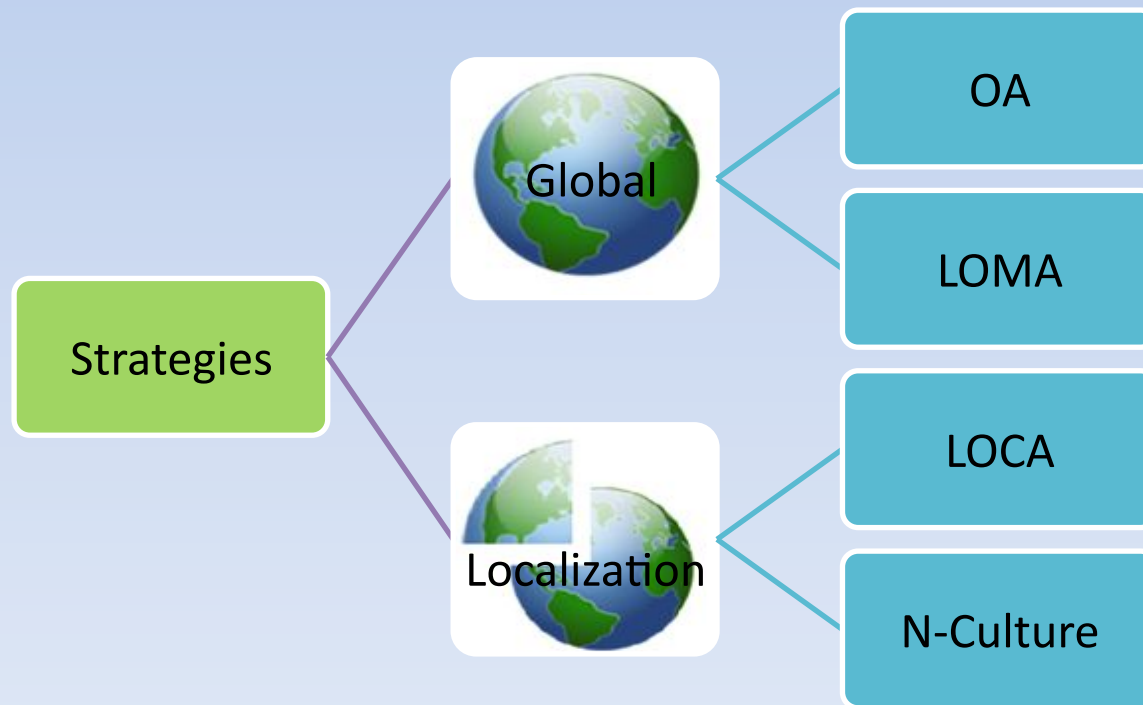 Strategies
Global
OA
LOMA
Localization
LOCA
N-Culture